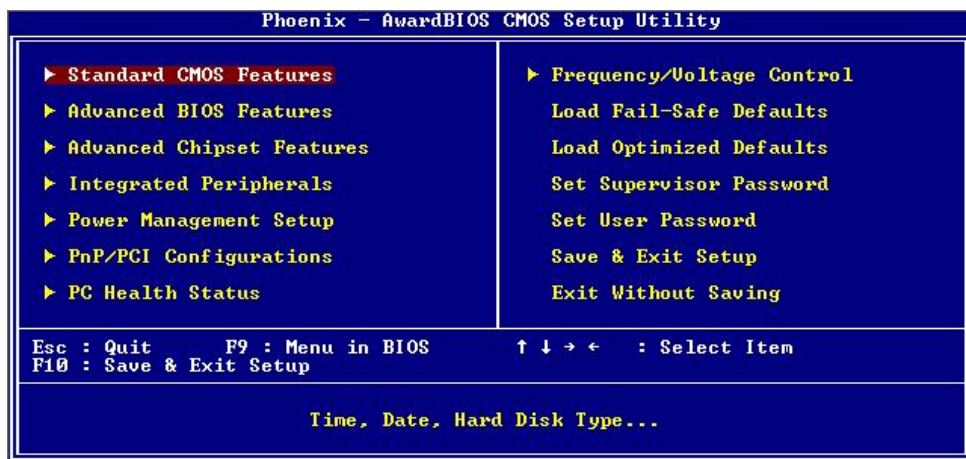 Phoenix - AwardBIOS CMOS Setup Utility
▶ Standard CMOS Features
▶ Advanced BIOS Features
▶ Advanced Chipset Features
▶ Integrated Peripherals
▶ Power Management Setup
▶ PnP/PCI Configurations
▶ PC Health Status
▶ Frequency/Voltage Control
Load Fail-Safe Defaults
Load Optimized Defaults
Set Supervisor Password
Set User Password
Save & Exit Setup
Exit Without Saving
Esc : Quit F9 : Menu in BIOS ↑ ↓ → ← : Select Item
F10 : Save & Exit Setup
Time, Date, Hard Disk Type...